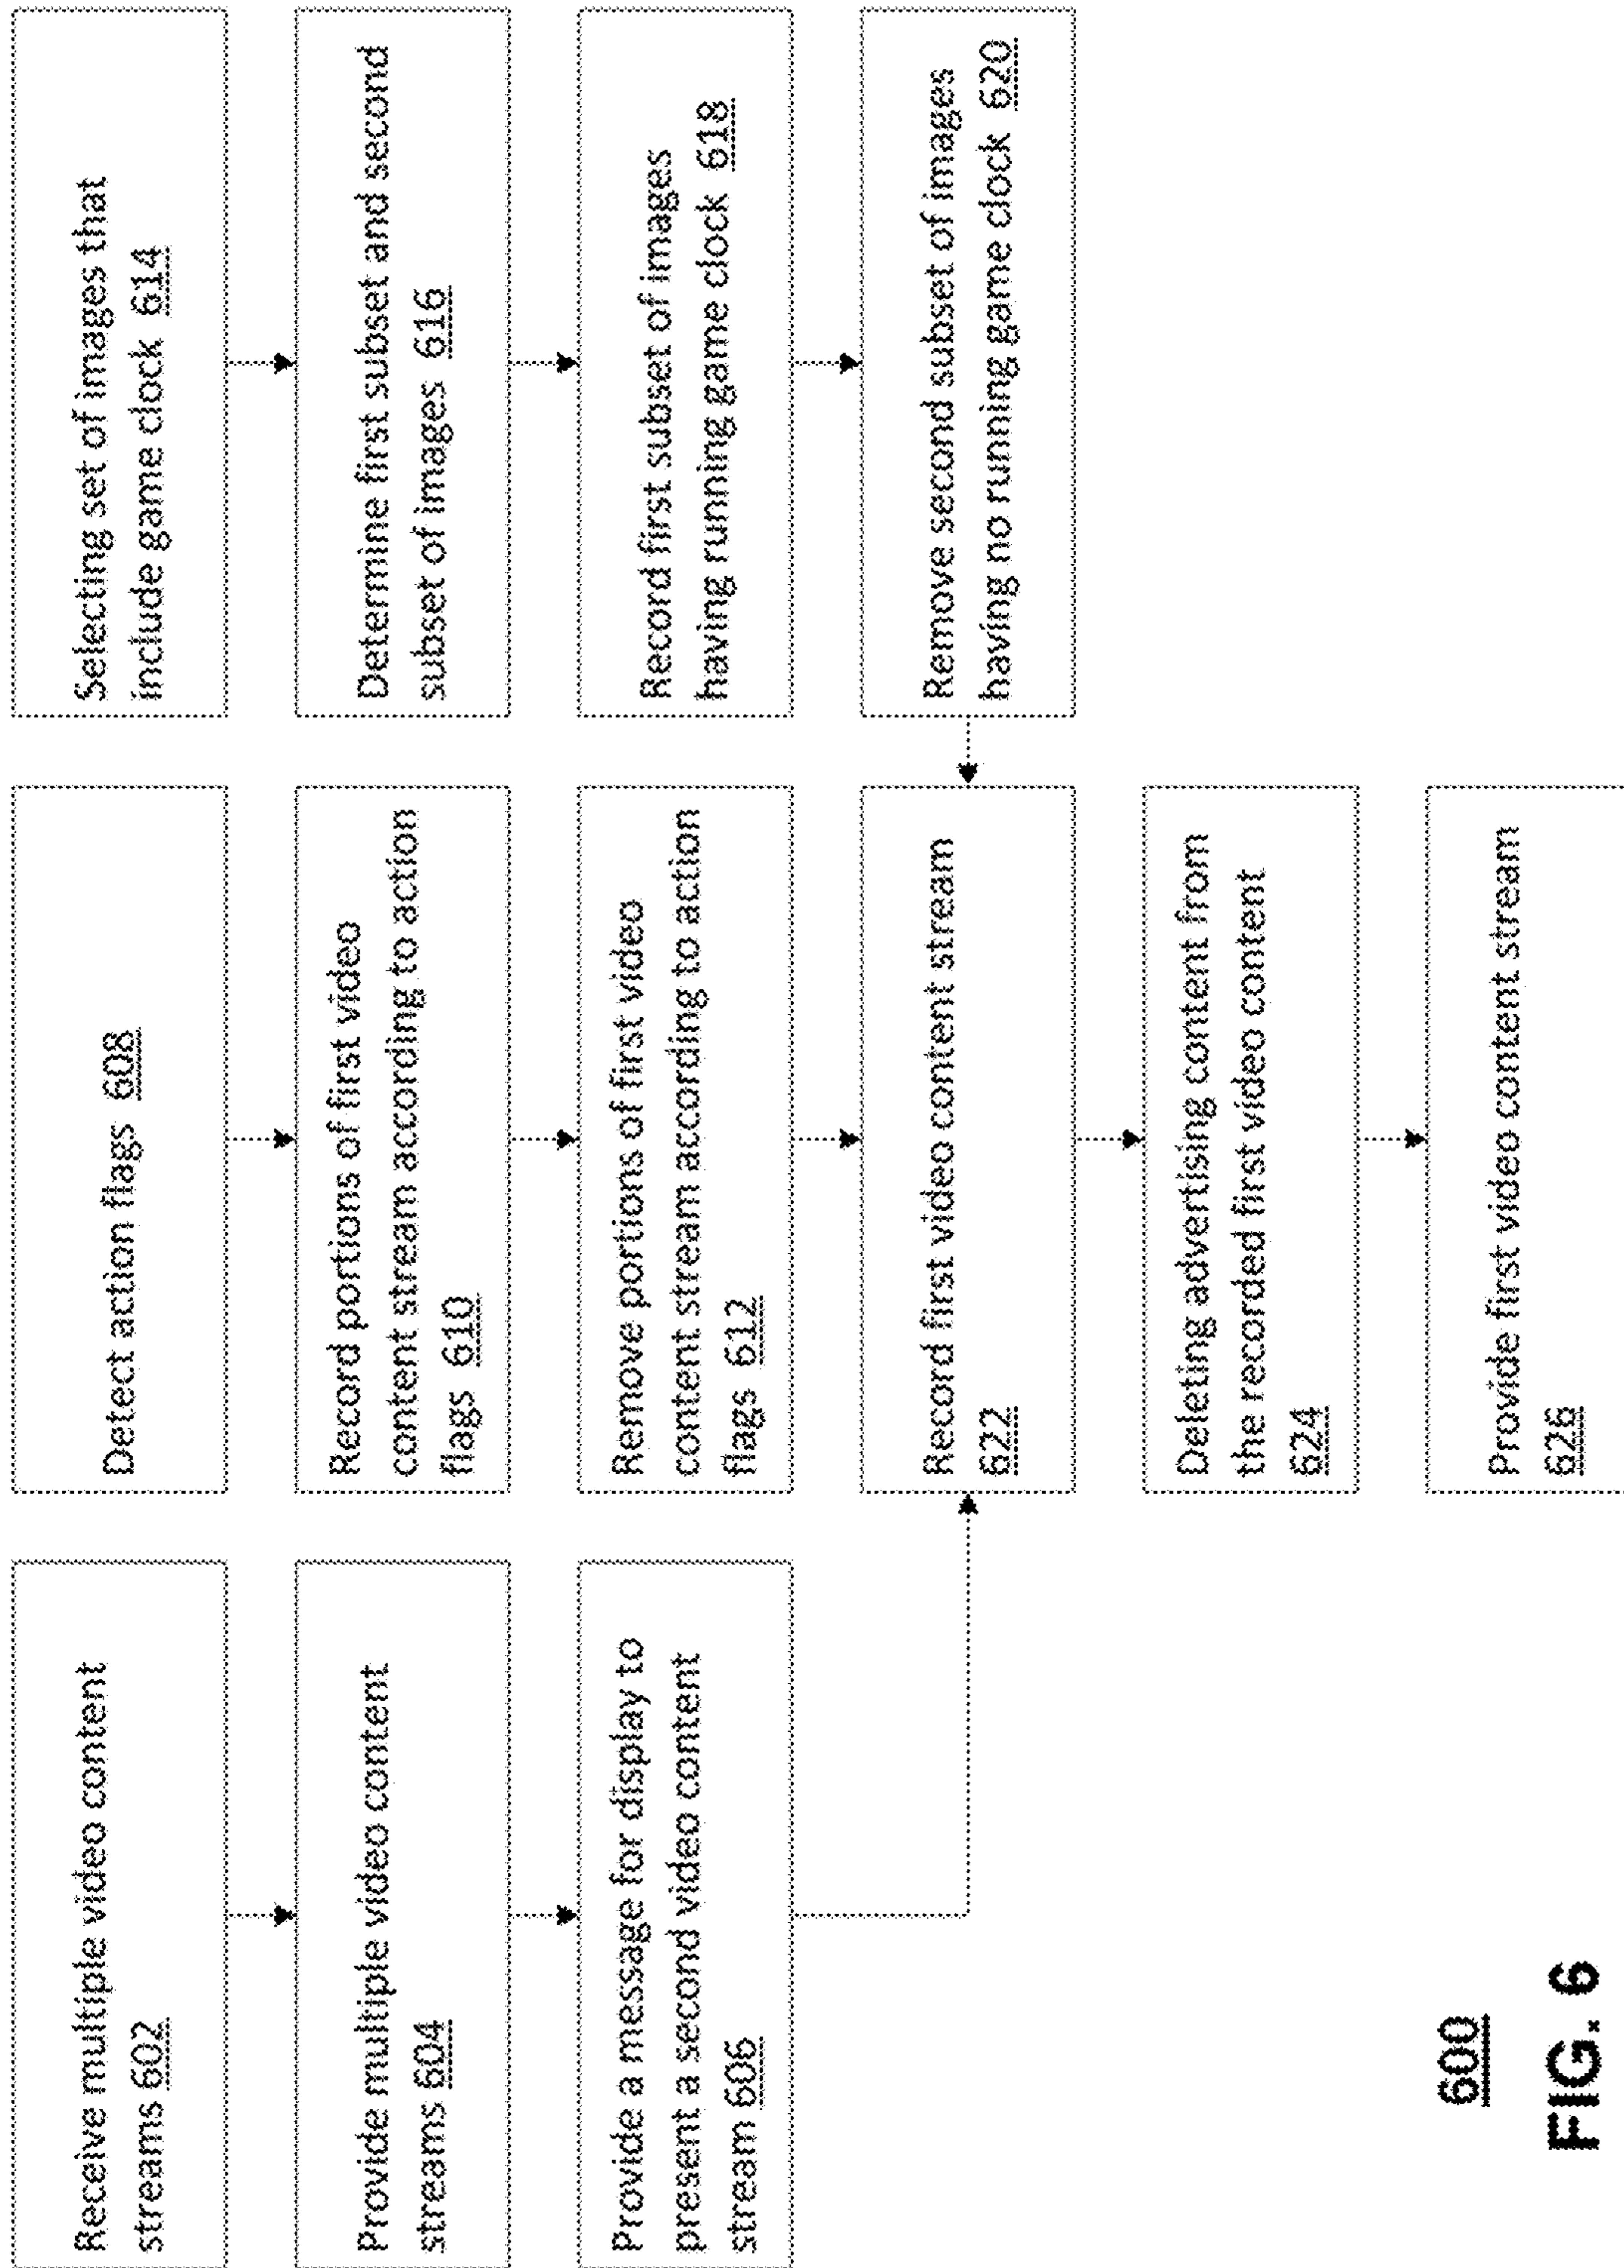 Receive multiple video content
streams 602
Provide multiple video content
streams 604
Provide a message for display to
present a second video content
stream 606
Detect action flags 608
Record portions of first video
content stream according to action
flags 610
Remove portions of first video
content stream according to action
flags 612
Record first video content stream
622
Deleting advertising content from
the recorded first video content
624
Provide first video content stream
626
Selecting set of images that
include game clock 614
Determine first subset and second
subset of images 616
Record first subset of images
having running game clock 618
Remove second subset of images
having no running game clock 620
600
FIG. 6